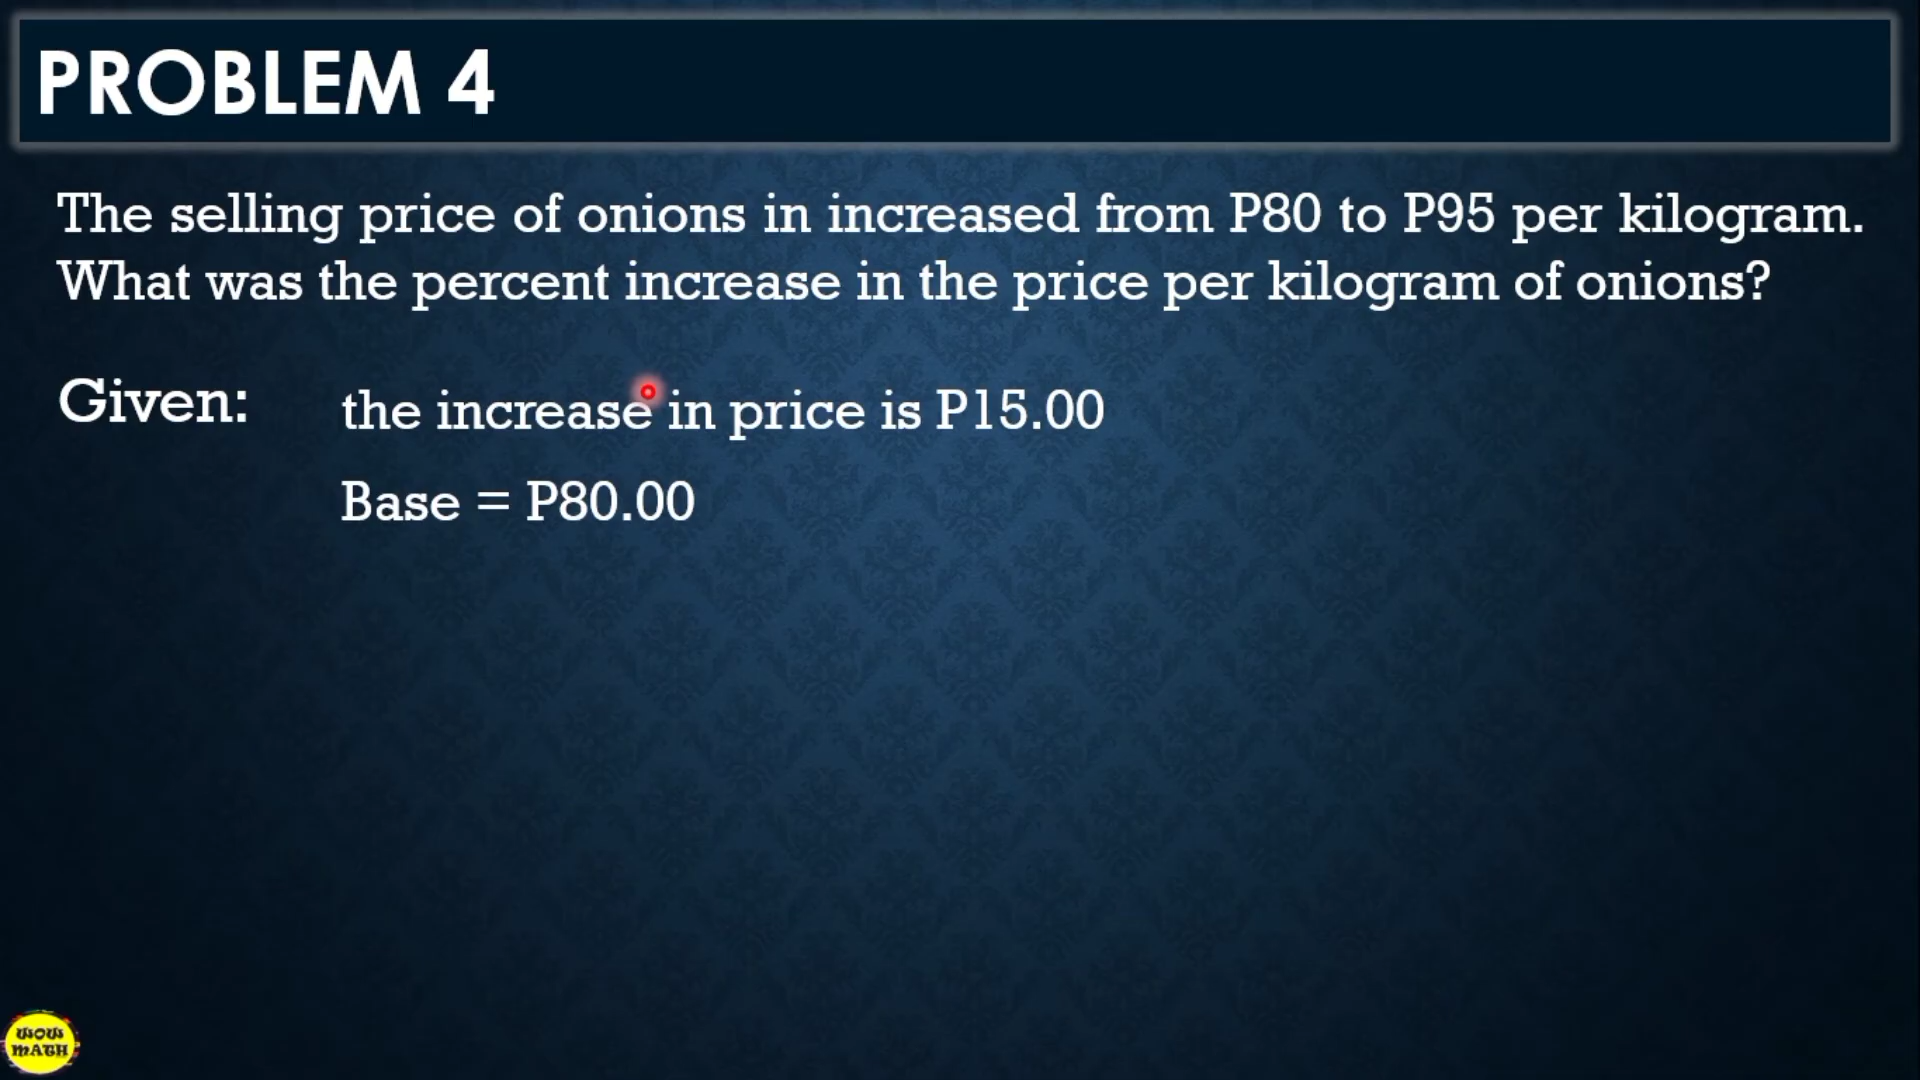 PROBLEM 4
The selling price of onions in increased from P80 to P95 per kilogram.
What was the percent increase in the price per kilogram of onions?
Given:
the increase in price is P15.00
Base = P80.00
WOW
MATH